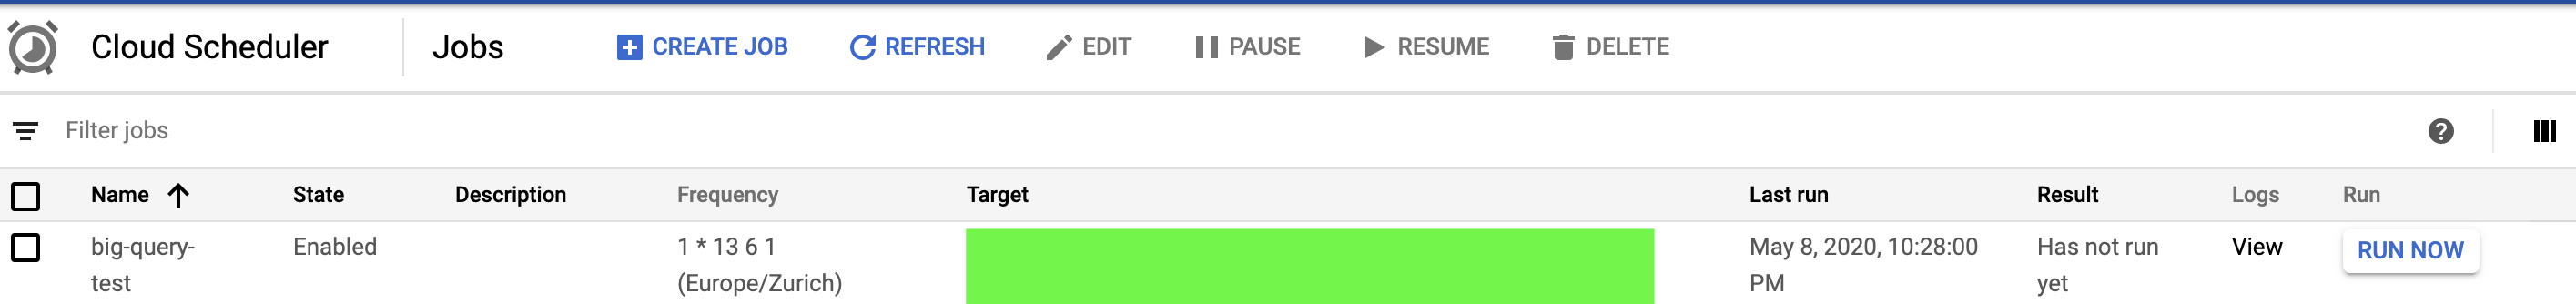 Cloud Scheduler Jobs CREATE JOB REFRESH EDIT PAUSE RESUME DELETE
Filter jobs ?
Name State Description Frequency Target Last run Result Logs Run
big-query- Enabled 1 * 13 6 1 May 8, 2020, 10:28:00 Has not run View RUN NOW
test (Europe/Zurich) PM yet